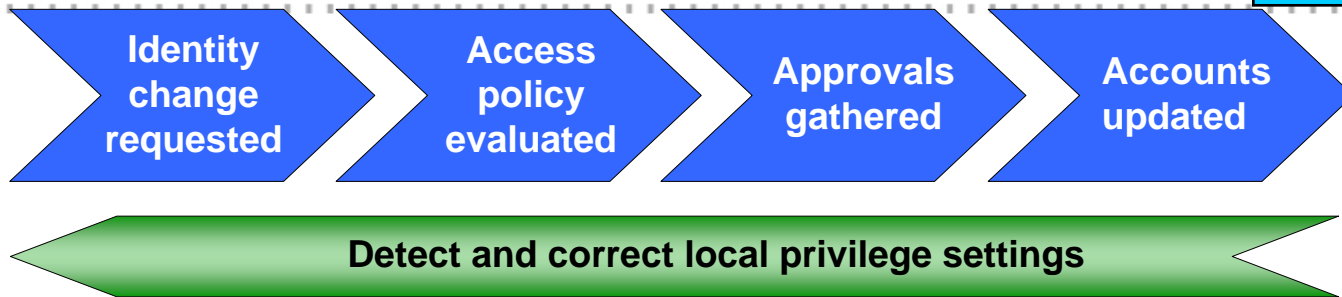 Identity
change
requested
Access
policy
evaluated
Approvals
gathered
Accounts
updated
Detect and correct local privilege settings